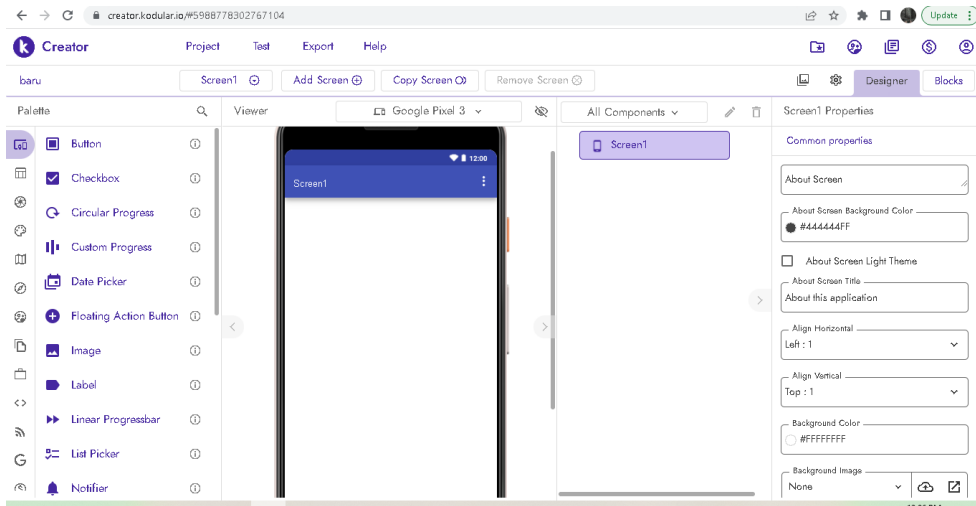 creator.kodular.io/#5988778302767104
Update
Creator
Project Test Export Help
baru
Screen1 Add Screen Copy Screen Remove Screen
Designer Blocks
Palette
Viewer
Google Pixel 3
All Components
Screen1 Properties
Button
Checkbox
Circular Progress
Custom Progress
Date Picker
Floating Action Button
Image
Label
Linear Progressbar
List Picker
Notifier
12:00
Screen1
Screen1
Common properties
About Screen
About Screen Background Color
#444444FF
About Screen Light Theme
About Screen Title
About this application
Align Horizontal
Left : 1
Align Vertical
Top : 1
Background Color
#FFFFFFFF
Background Image
None